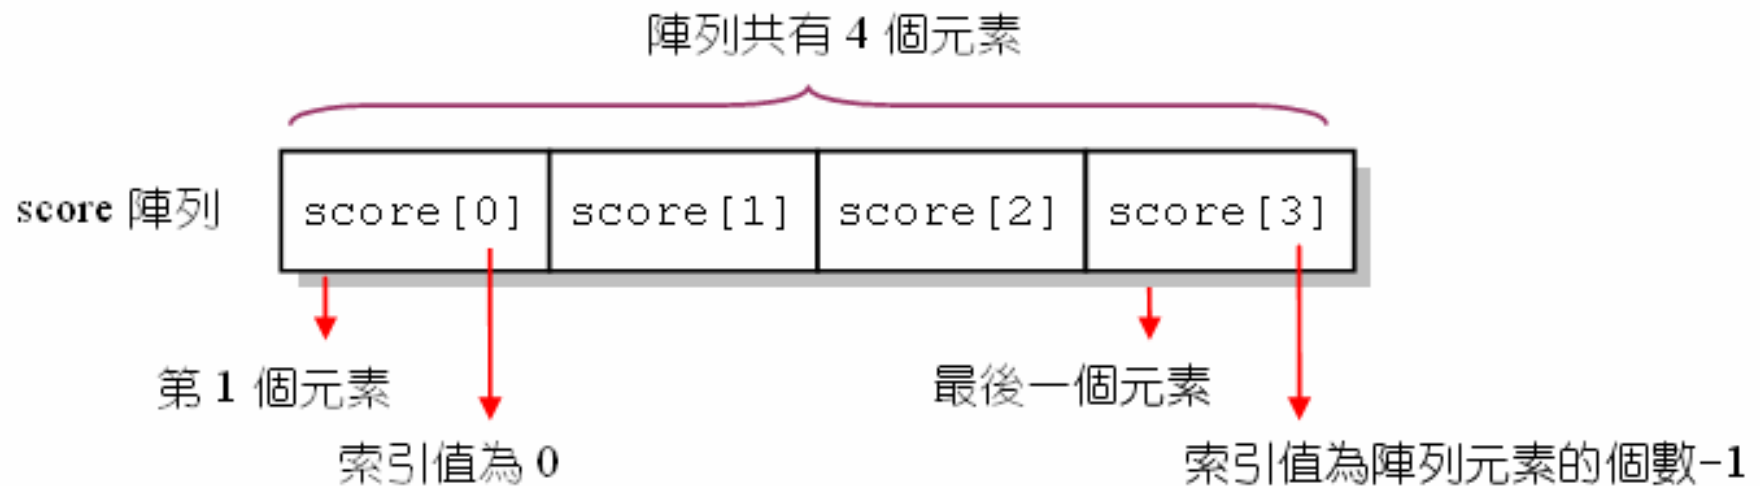 陣列共有 4 個元素
score 陣列
score[0]
score[1]
score[2]
score[3]
第 1 個元素
最後一個元素
索引值為 0
索引值為陣列元素的個數-1